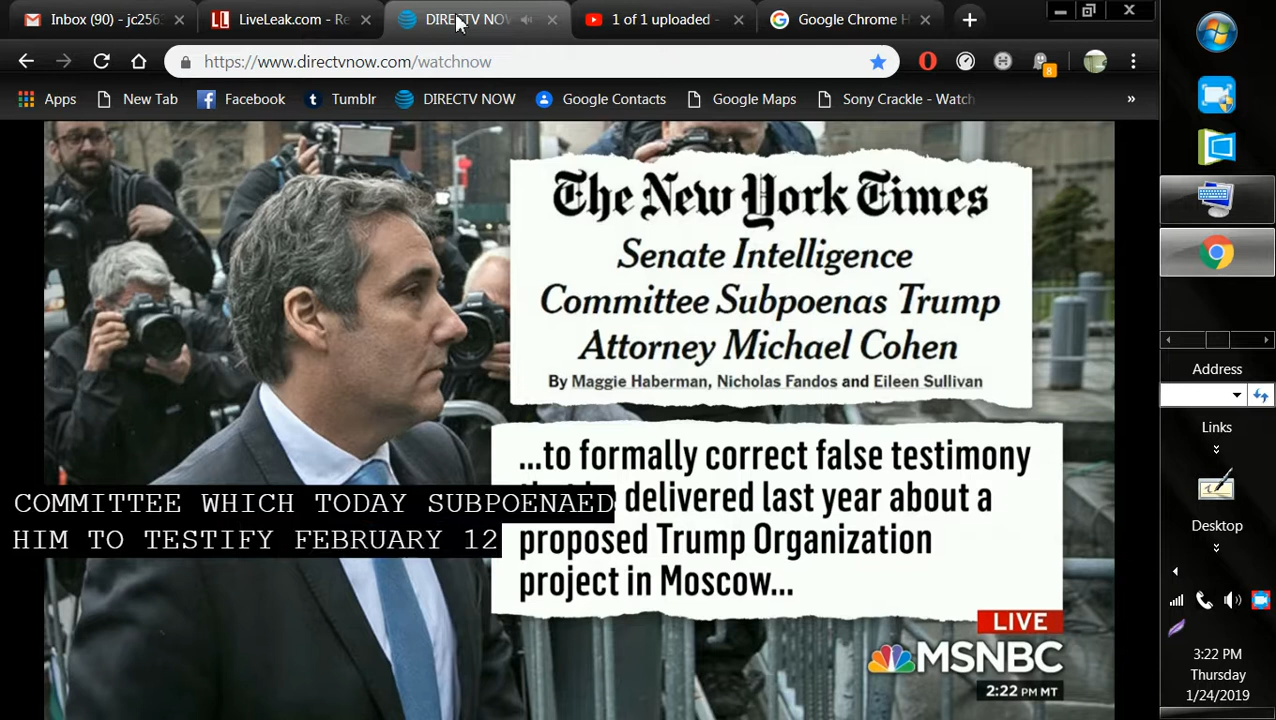 Inbox (90) - jc256
LiveLeak.com - Re
DIRECTV NOW
1 of 1 uploaded -
Google Chrome H
https://www.directvnow.com/watchnow
8
Apps
New Tab
Facebook
Tumblr
DIRECTV NOW
Google Contacts
Google Maps
Sony Crackle - Watch
»
The New York Times
Senate Intelligence
Committee Subpoenas Trump
Attorney Michael Cohen
By Maggie Haberman, Nicholas Fandos and Eileen Sullivan
...to formally correct false testimony
delivered last year about a
proposed Trump Organization
project in Moscow...
COMMITTEE WHICH TODAY SUBPOENAED
HIM TO TESTIFY FEBRUARY 12
LIVE
MSNBC
2:22 PM MT
Address
Links
Desktop
3:22 PM
Thursday
1/24/2019